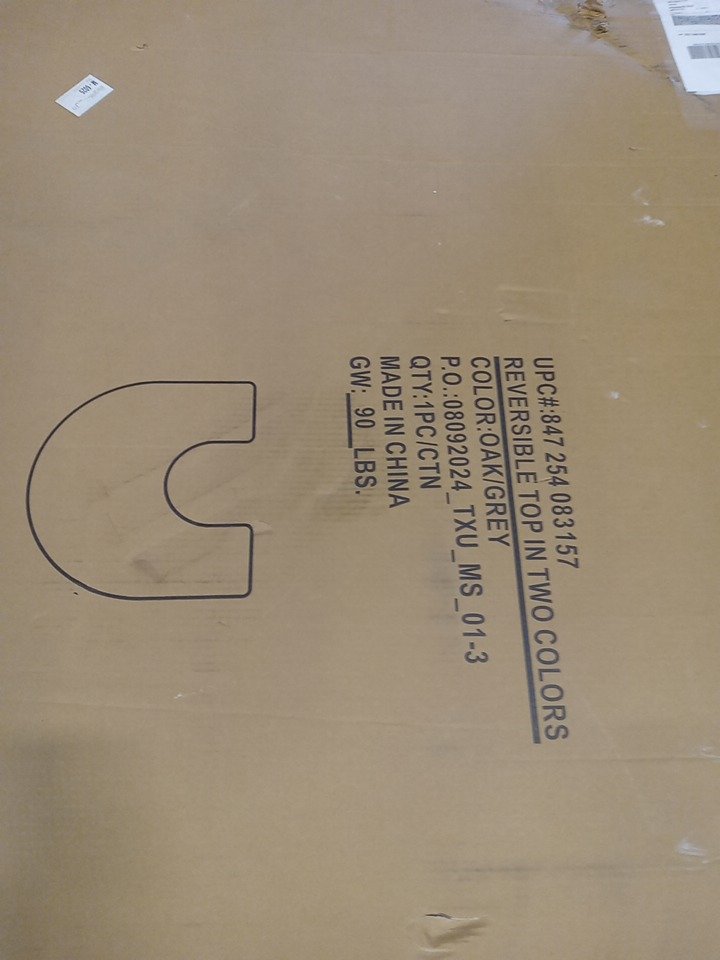 UPC#:847 254 083157
REVERSIBLE TOP IN TWO COLORS
COLOR:OAK/GREY
P.O.:08092024_TXU_MS_01-3
QTY:1PC/CTN
MADE IN CHINA
GW: 90 LBS.